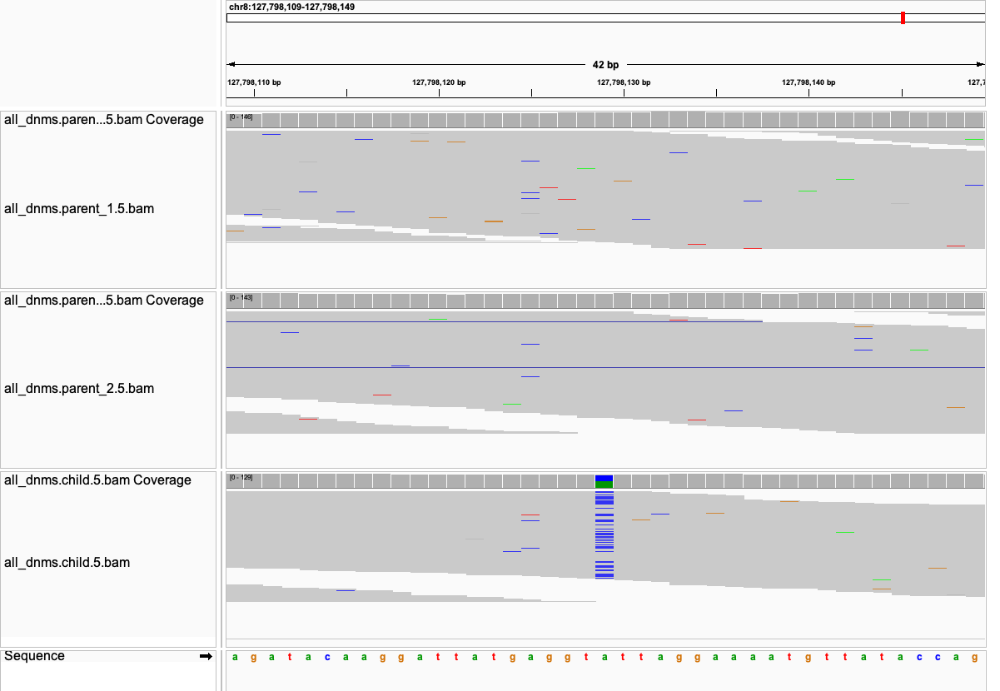 chr8:127,798,109-127,798,149
42 bp
127,798,110 bp 127,798,120 bp 127,798,130 bp 127,798,140 bp 127,7
all_dnms.paren...5.bam Coverage [0 - 146]
all_dnms.parent_1.5.bam
all_dnms.paren...5.bam Coverage [0 - 143]
all_dnms.parent_2.5.bam
all_dnms.child.5.bam Coverage [0 - 129]
all_dnms.child.5.bam
Sequence a g a t a c a a g g a t t a t g a g g t a t t a g g a a a a t g t t a t a c c a g